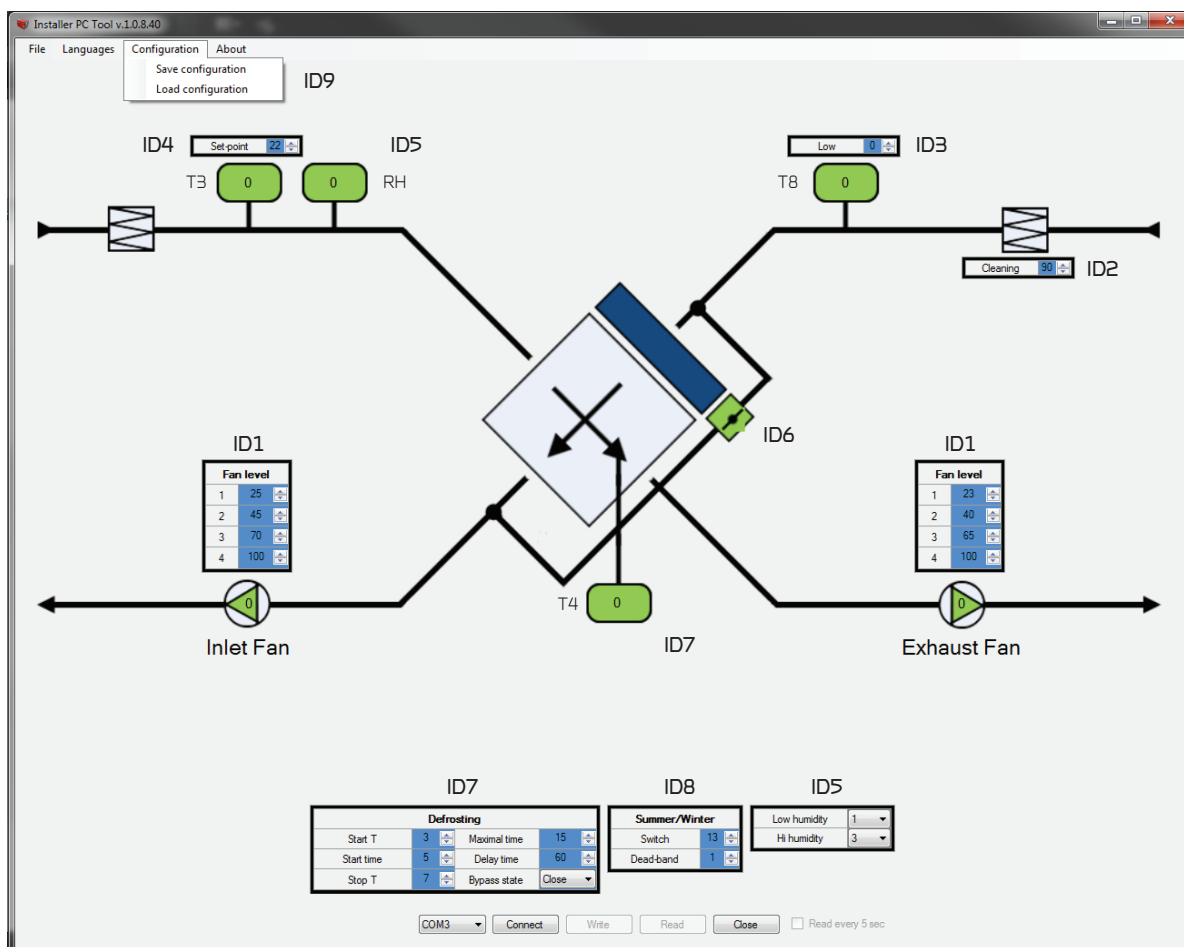 Installer PC Tool v.1.0.8.40
File Languages Configuration About
Save configuration
Load configuration
ID9
ID4 Set-point 22 ID5
T3 0 0 RH
Low 0 ID3
T8 0
Cleaning 90 ID2
ID6
ID1
Fan level
1 25
2 45
3 70
4 100
0
Inlet Fan
ID1
Fan level
1 23
2 40
3 65
4 100
0
Exhaust Fan
T4 0
ID7
ID7
Defrosting
Start T 3 Maximal time 15
Start time 5 Delay time 60
Stop T 7 Bypass state Close
ID8
Summer/Winter
Switch 13
Dead-band 1
ID5
Low humidity 1
Hi humidity 3
COM3 Connect Write Read Close Read every 5 sec